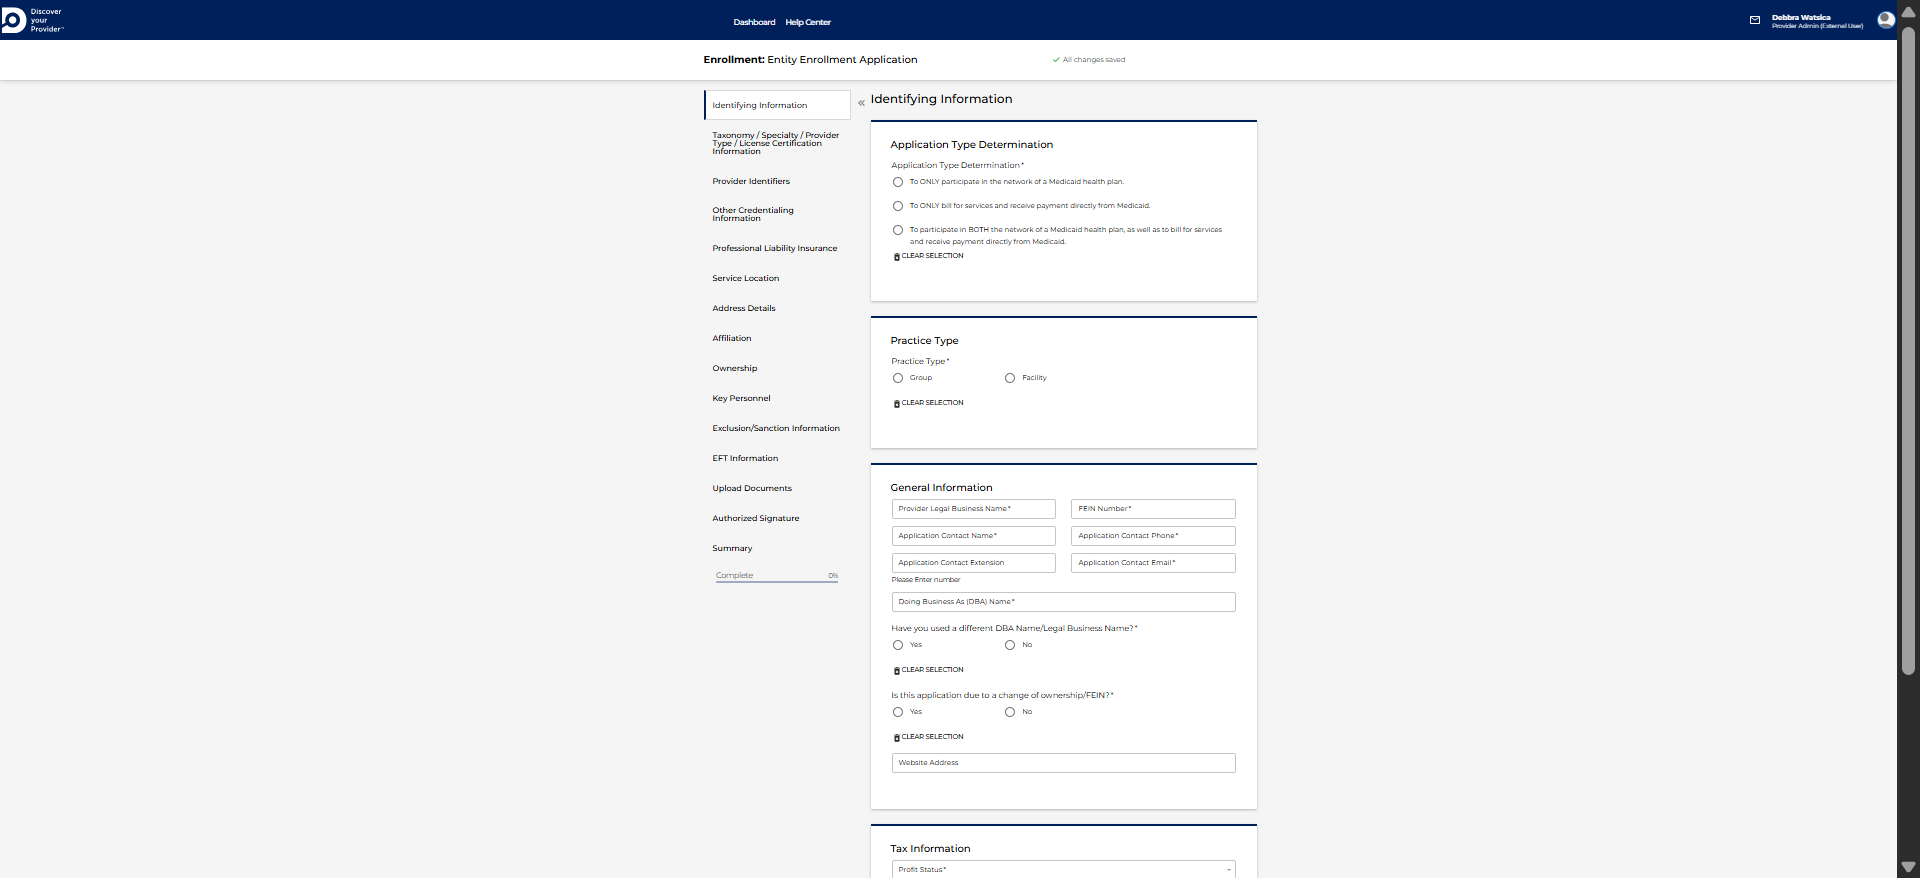 Discover
your
Provider™
Dashboard Help Center
Debbra Watsica
Provider Admin (External User)
Enrollment: Entity Enrollment Application
All changes saved
Identifying Information
Taxonomy / Specialty / Provider
Type / License Certification
Information
Provider Identifiers
Other Credentialing
Information
Professional Liability Insurance
Service Location
Address Details
Affiliation
Ownership
Key Personnel
Exclusion/Sanction Information
EFT Information
Upload Documents
Authorized Signature
Summary
Complete 0%
« Identifying Information
Application Type Determination
Application Type Determination*
To ONLY participate in the network of a Medicaid health plan.
To ONLY bill for services and receive payment directly from Medicaid.
To participate in BOTH the network of a Medicaid health plan, as well as to bill for services
and receive payment directly from Medicaid.
CLEAR SELECTION
Practice Type
Practice Type*
Group Facility
CLEAR SELECTION
General Information
Provider Legal Business Name* FEIN Number*
Application Contact Name* Application Contact Phone*
Application Contact Extension Application Contact Email*
Please Enter number
Doing Business As (DBA) Name*
Have you used a different DBA Name/Legal Business Name?*
Yes No
CLEAR SELECTION
Is this application due to a change of ownership/FEIN?*
Yes No
CLEAR SELECTION
Website Address
Tax Information
Profit Status*